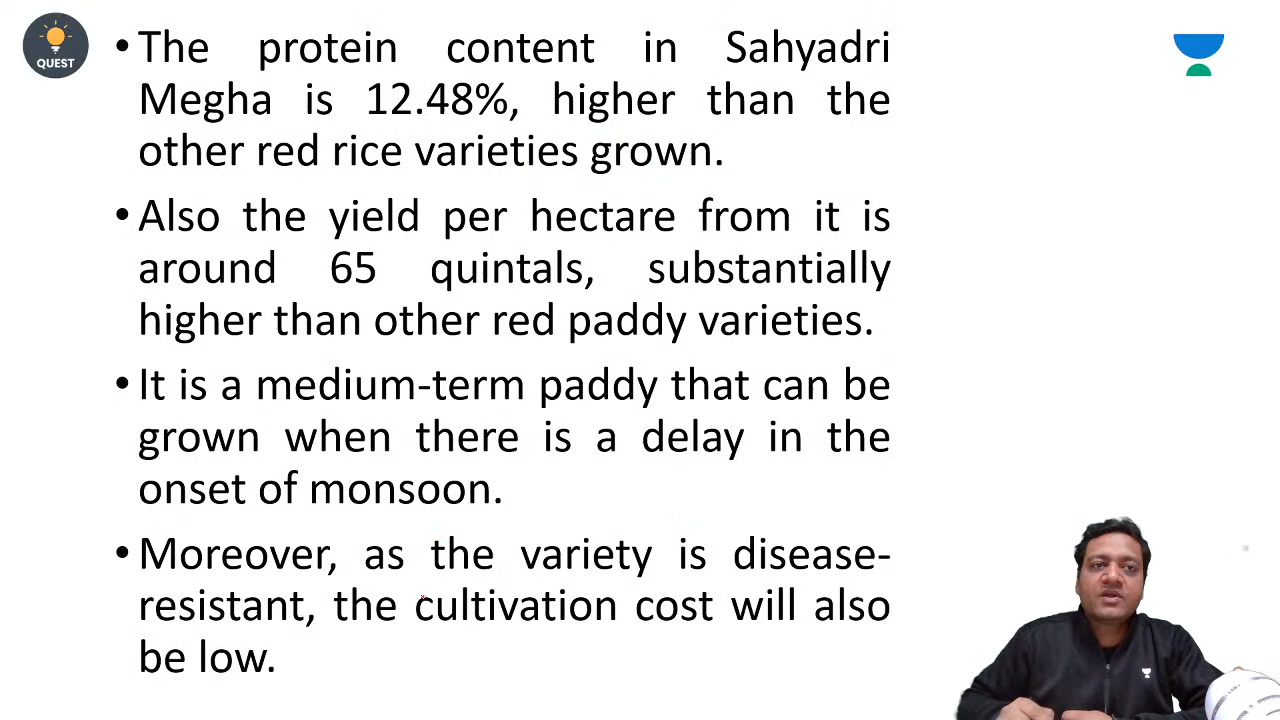 QUEST
• The protein content in Sahyadri
Megha is 12.48%, higher than the
other red rice varieties grown.
• Also the yield per hectare from it is
around 65 quintals, substantially
higher than other red paddy varieties.
• It is a medium-term paddy that can be
grown when there is a delay in the
onset of monsoon.
• Moreover, as the variety is disease-
resistant, the cultivation cost will also
be low.